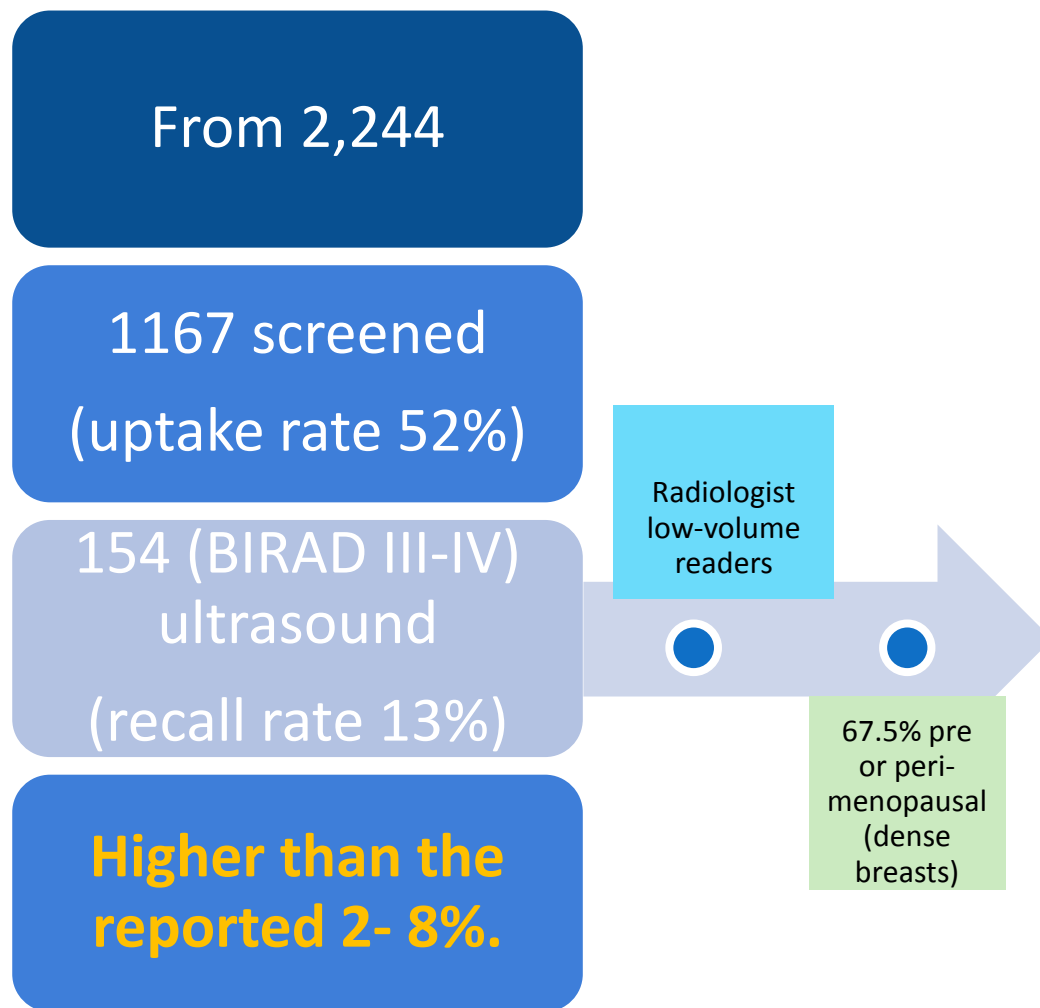 From 2,244
1167 screened
(uptake rate 52%)
154 (BIRAD III-IV)
ultrasound
(recall rate 13%)
Higher than the
reported 2- 8%.
Radiologist
low-volume
readers
67.5% pre
or peri-
menopausal
(dense
breasts)